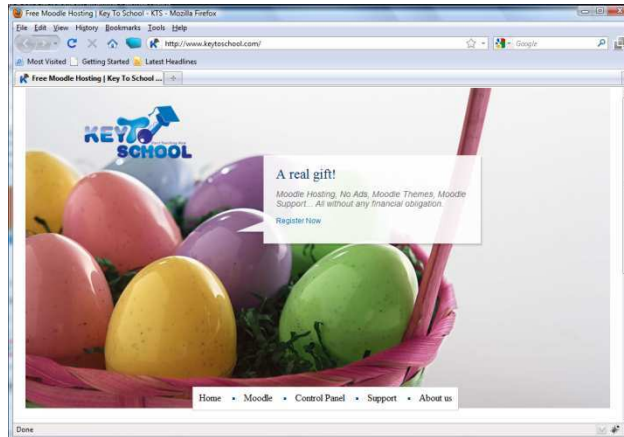 Free Moodle Hosting | Key To School - KTS - Mozilla Firefox
File Edit View History Bookmarks Tools Help
http://www.keytoschool.com/
Google
Most Visited Getting Started Latest Headlines
Free Moodle Hosting | Key To School ...
KEYTO
SCHOOL
A real gift!
Moodle Hosting, No Ads, Moodle Themes, Moodle
Support... All without any financial obligation.
Register Now
Home • Moodle • Control Panel • Support • About us
Done